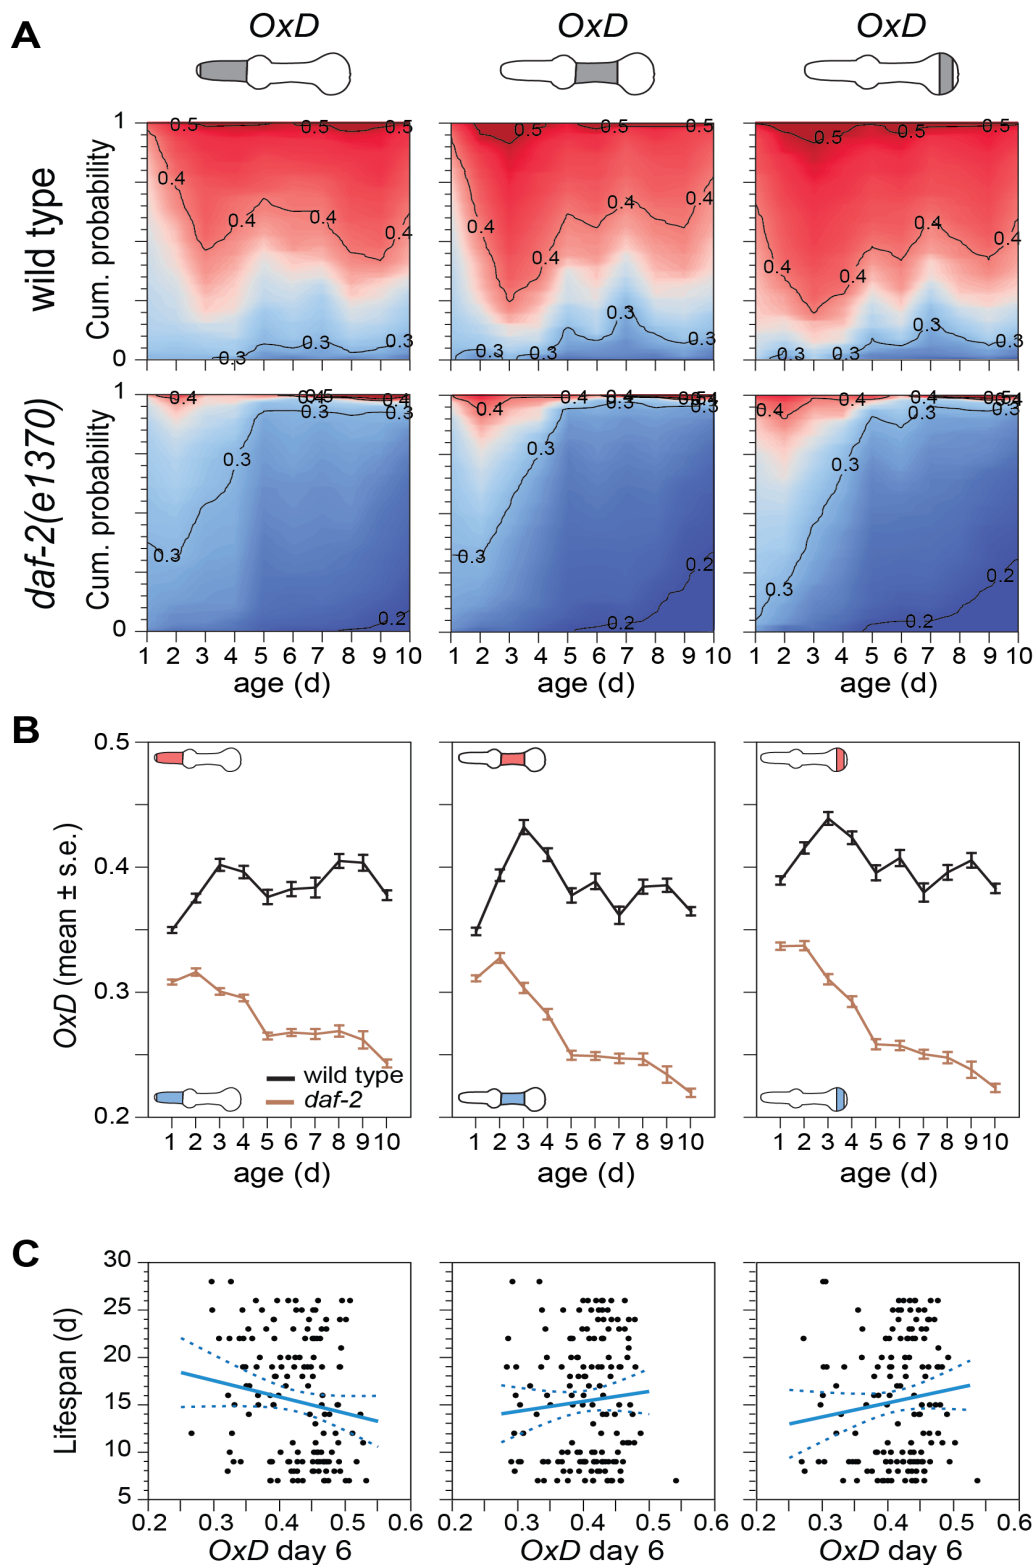 A
OxD OxD OxD
wild type
Cum. probability
1
0
0.5 0.5 0.5
0.4 0.4 0.4
0.3 0.3
0.5 0.5 0.5
0.4 0.4 0.4 0.4
0.3 0.3 0.3 0.3
0.5 0.5 0.5
0.4 0.4 0.4 0.4
0.3 0.3 0.3 0.3
daf-2(e1370)
Cum. probability
1
0
0.4
0.3 0.3 0.3
0.2
0.4 0.4
0.3 0.3 0.3 0.3
0.2 0.2
0.4 0.4
0.3 0.3 0.3 0.3
0.2 0.2
1 2 3 4 5 6 7 8 9 10 1 2 3 4 5 6 7 8 9 10 1 2 3 4 5 6 7 8 9 10
age (d) age (d) age (d)
B
OxD (mean ± s.e.)
0.5
0.4
0.3
0.2
wild type
daf-2
1 2 3 4 5 6 7 8 9 10 1 2 3 4 5 6 7 8 9 10 1 2 3 4 5 6 7 8 9 10
age (d) age (d) age (d)
C
Lifespan (d)
30
25
20
15
10
5
0.2 0.3 0.4 0.5 0.6 0.2 0.3 0.4 0.5 0.6 0.2 0.3 0.4 0.5 0.6
OxD day 6 OxD day 6 OxD day 6